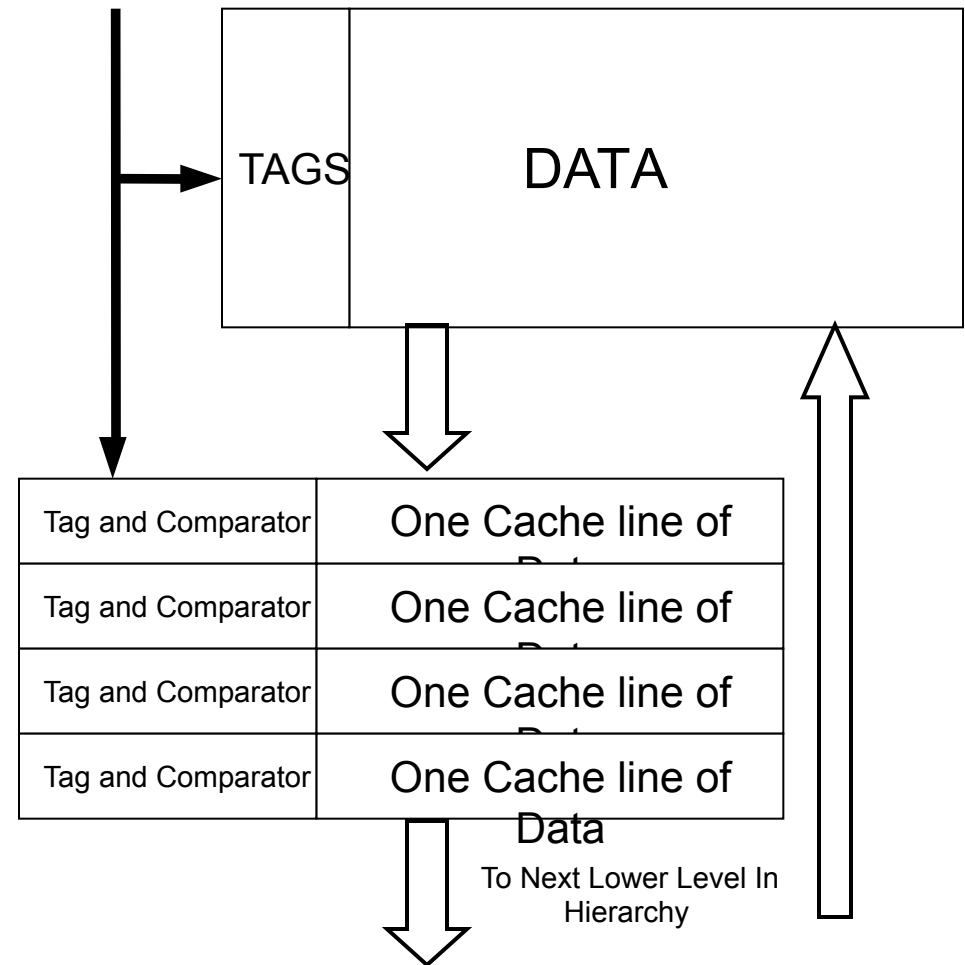 TAGS
DATA
Tag and Comparator
One Cache line of
Tag and Comparator
One Cache line of
Tag and Comparator
One Cache line of
Tag and Comparator
One Cache line of
Data
To Next Lower Level In
Hierarchy